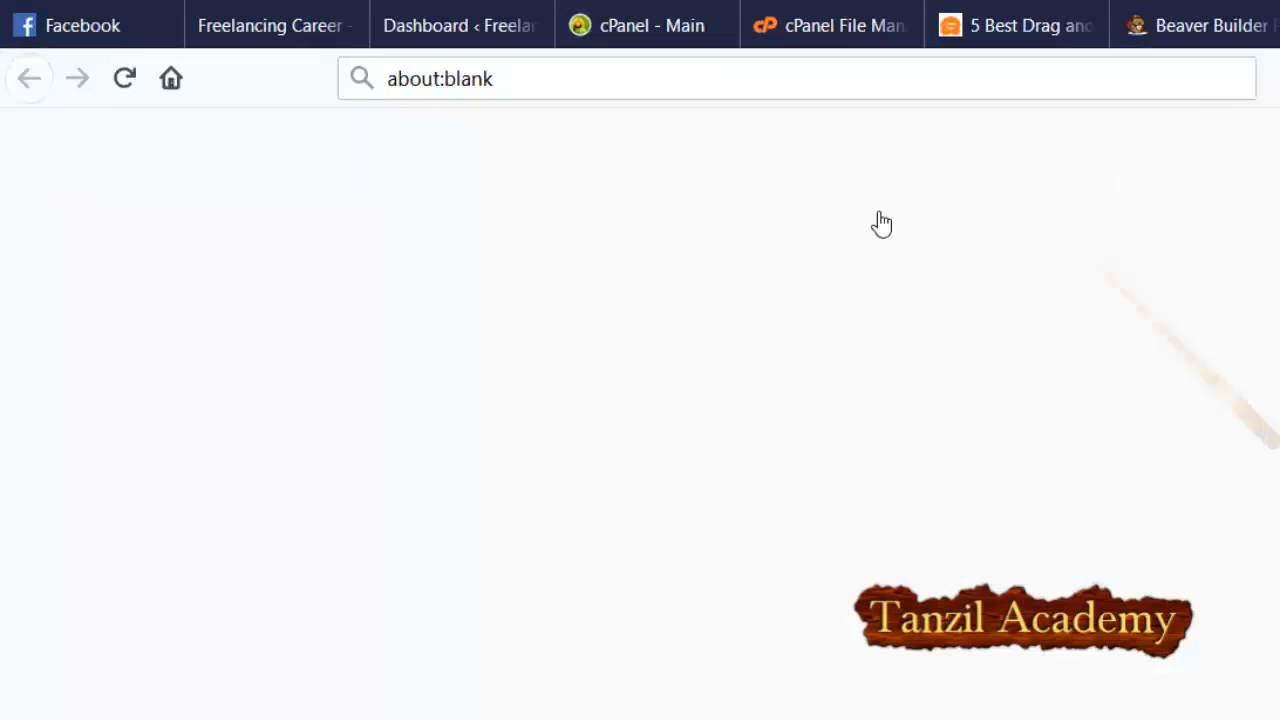 Facebook
Freelancing Career -
Dashboard ‹ Freelan
cPanel - Main
cPanel File Man
5 Best Drag and
Beaver Builder
about:blank
Tanzil Academy